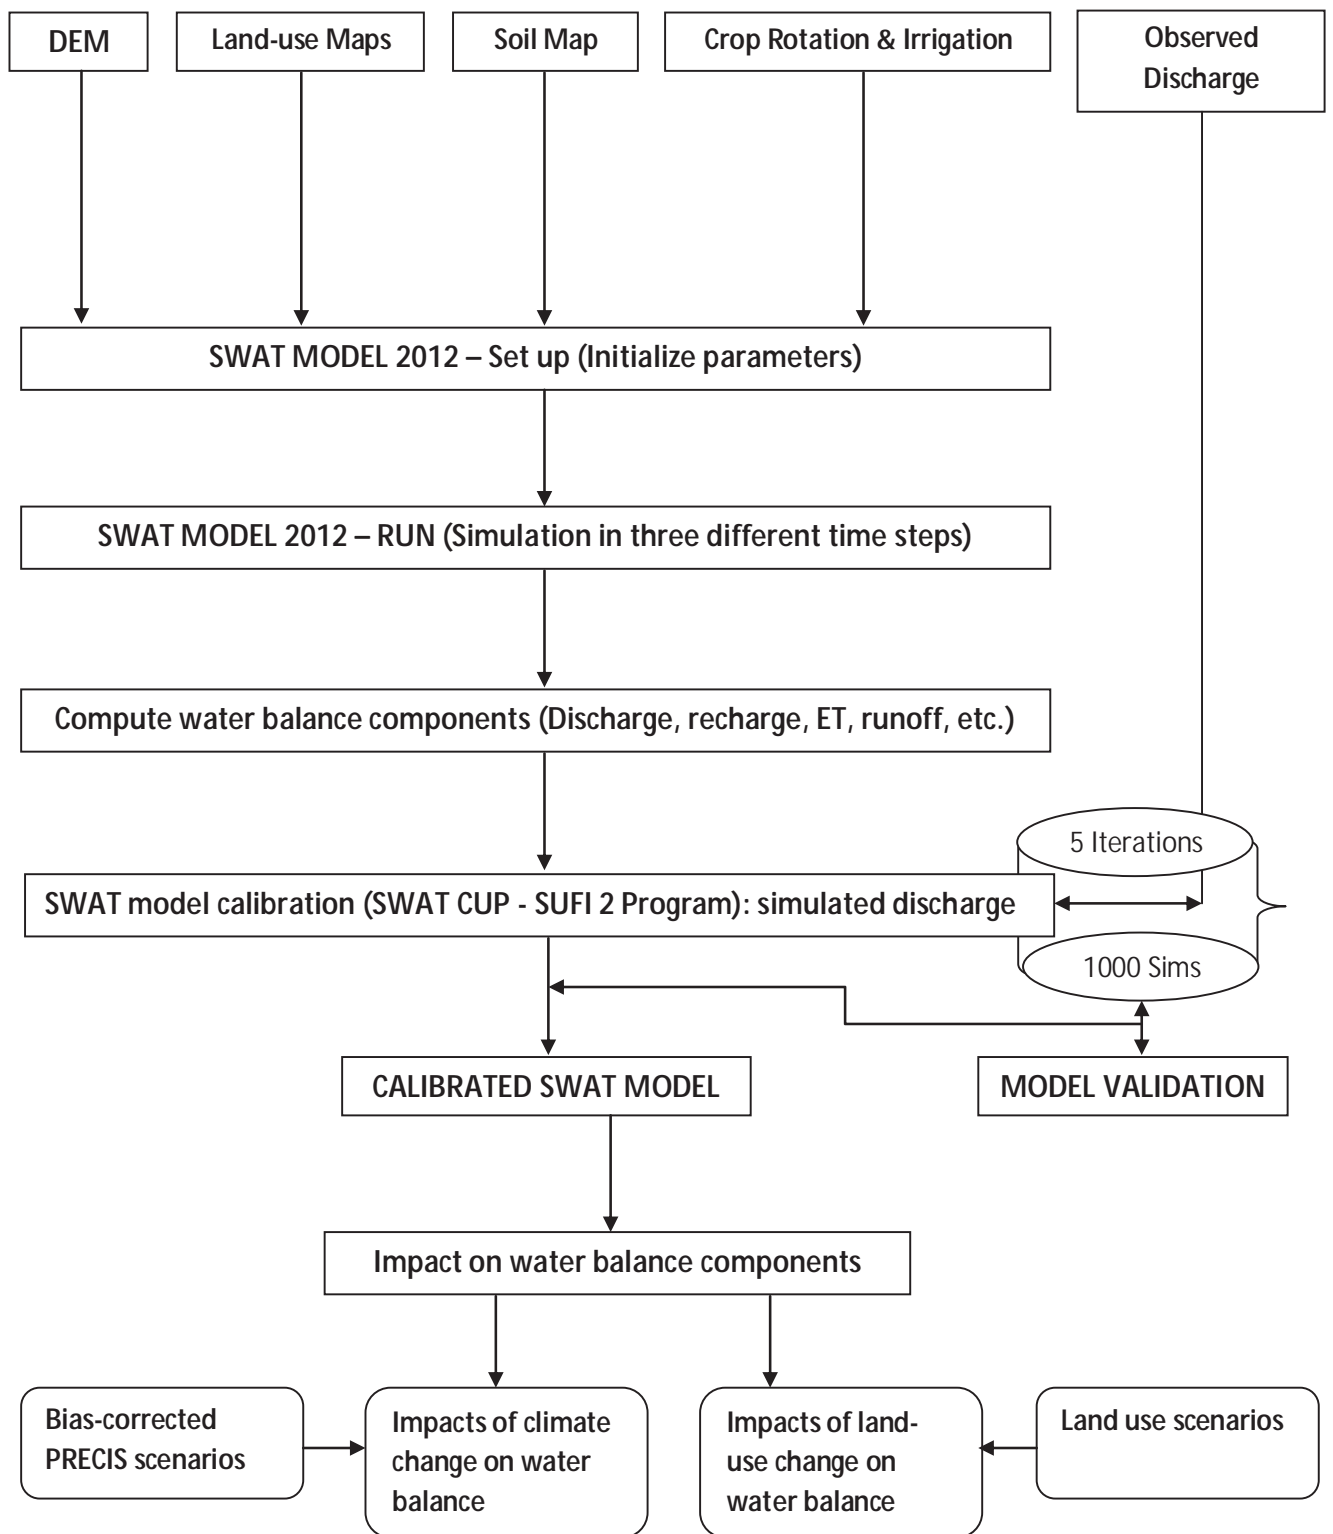 DEM
Land-use Maps
Soil Map
Crop Rotation & Irrigation
Observed
Discharge
SWAT MODEL 2012 – Set up (Initialize parameters)
SWAT MODEL 2012 – RUN (Simulation in three different time steps)
Compute water balance components (Discharge, recharge, ET, runoff, etc.)
5 Iterations
SWAT model calibration (SWAT CUP - SUFI 2 Program): simulated discharge
1000 Sims
CALIBRATED SWAT MODEL
MODEL VALIDATION
Impact on water balance components
Bias-corrected
PRECIS scenarios
Impacts of climate
change on water
balance
Impacts of land-
use change on
water balance
Land use scenarios